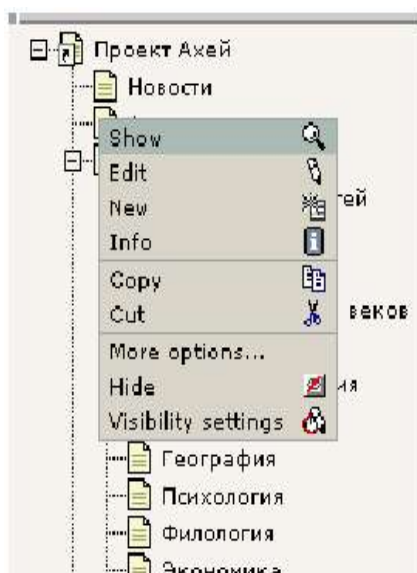 Проект Ахей
Новости
Show
Edit
New
тей
Info
Copy
Cut
веков
More options...
Hide
ия
Visibility settings
География
Психология
Филология
Экономика